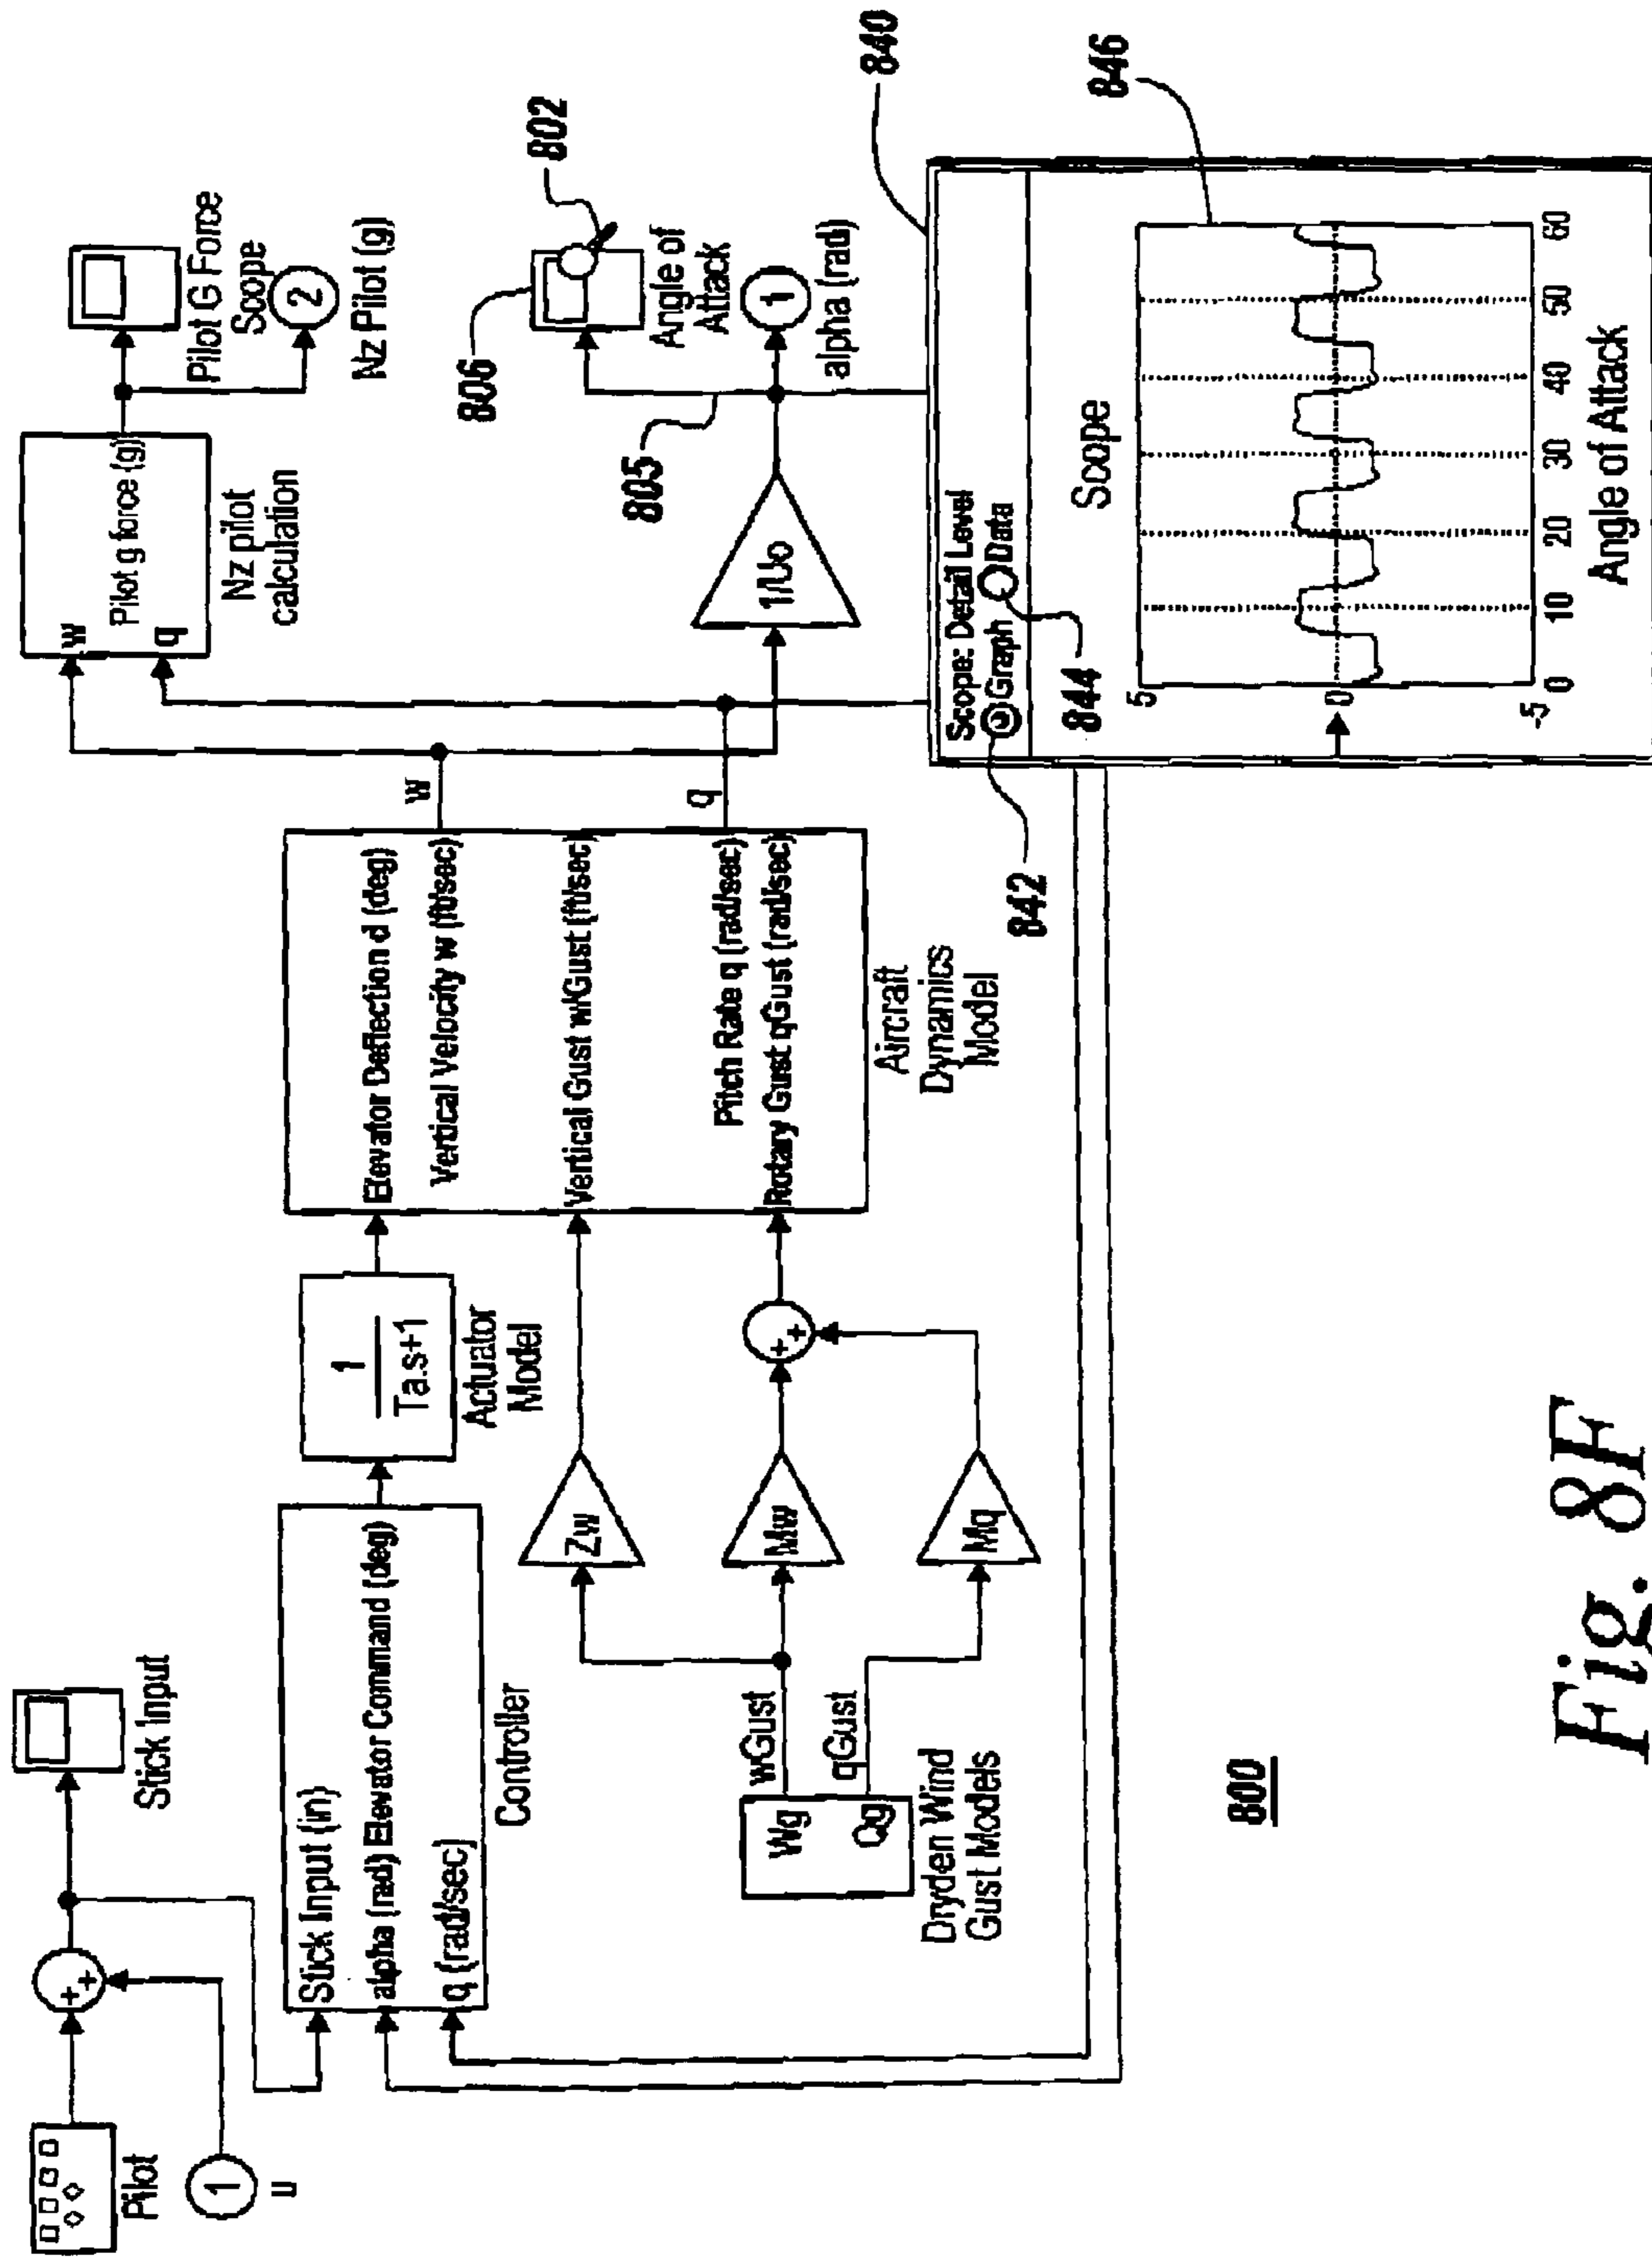 Pilot
1
u
+
+
Stick Input
Stick Input (in)
alpha (rad) Elevator Command (deg)
q (rad/sec)
Controller
1
Ta.s+1
Actuator
Model
Zw
Mw
Mq
+
+
Wg
Qg
wGust
qGust
Dryden Wind
Gust Models
Elevator Deflection d (deg)
Vertical Velocity w (ft/sec)
Vertical Gust wGust (ft/sec)
Pitch Rate q (rad/sec)
Rotary Gust qGust (rad/sec)
Aircraft
Dynamics
Model
w
q
w
q
Pilot g force (g)
Nz pilot
calculation
Pilot G Force
Scope
2
Nz Pilot (g)
806
802
Angle of
Attack
805
1
alpha (rad)
1/Uo
840
Scope: Detail Level
Graph Data
842
844
846
Scope
5
0
-5
0 10 20 30 40 50 60
Angle of Attack
800
Fig. 8F